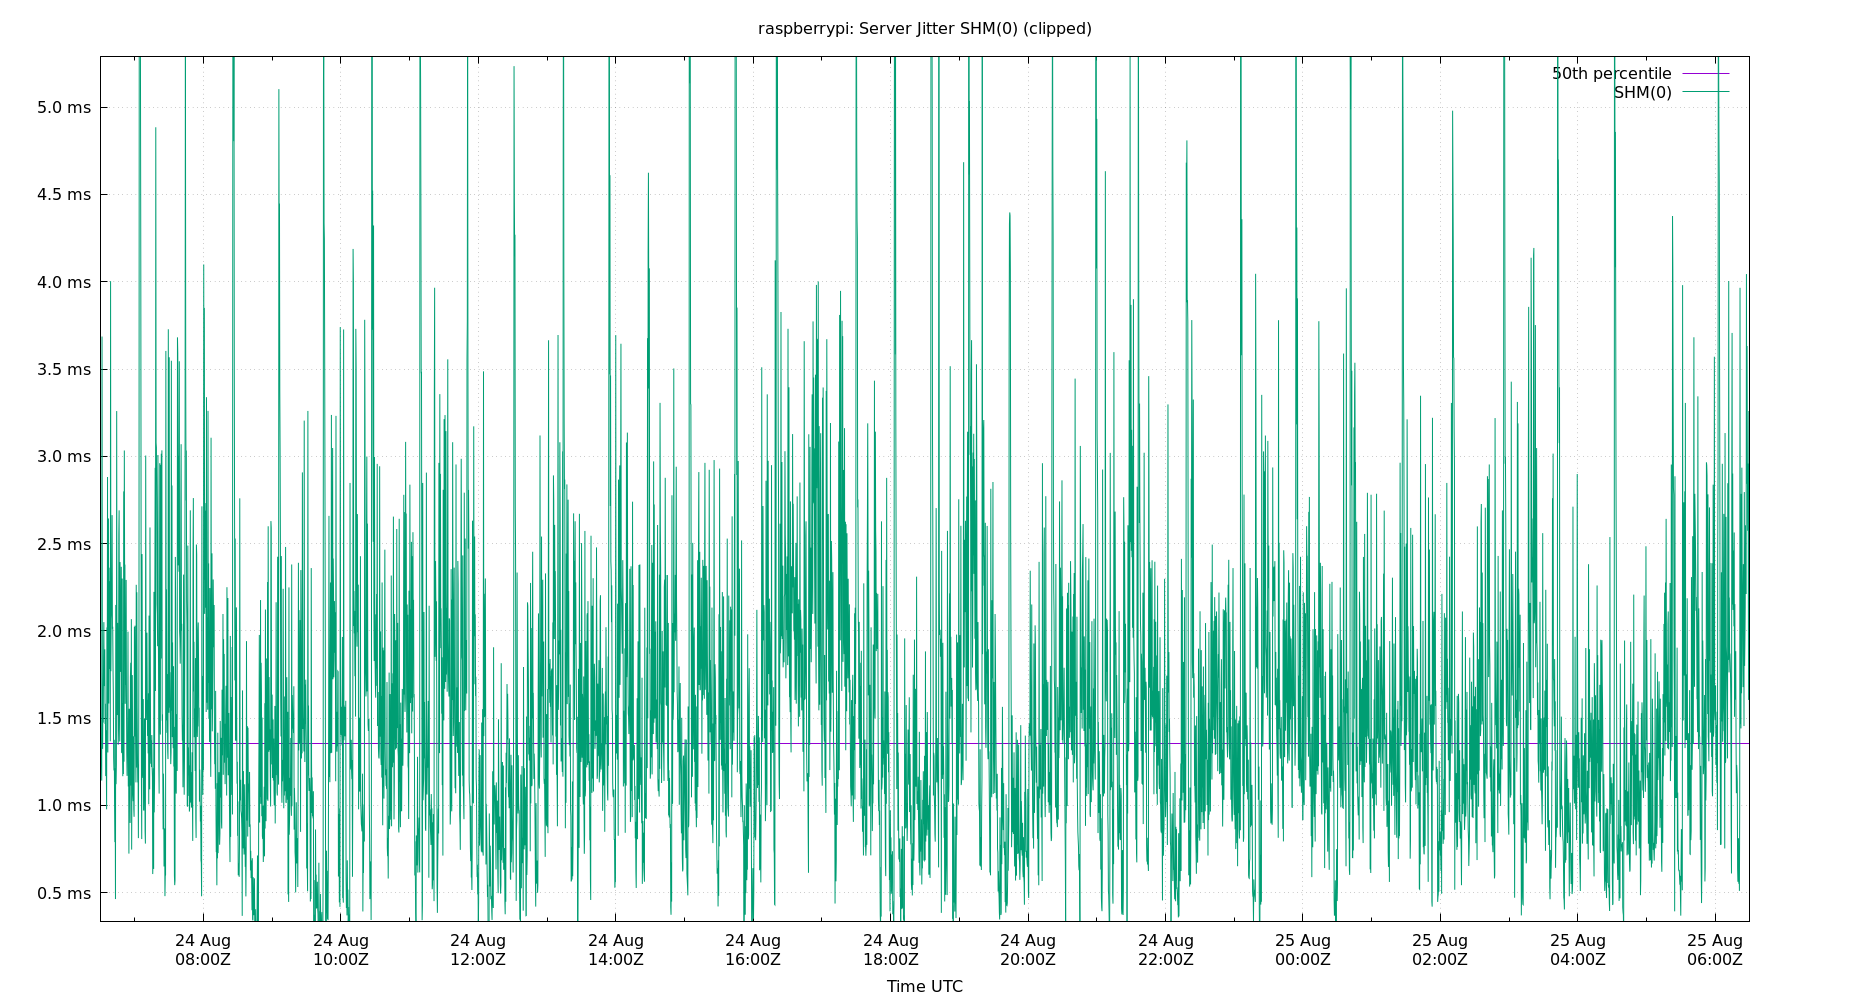 raspberrypi: Server Jitter SHM(0) (clipped)
50th percentile
SHM(0)
5.0 ms
4.5 ms
4.0 ms
3.5 ms
3.0 ms
2.5 ms
2.0 ms
1.5 ms
1.0 ms
0.5 ms
24 Aug 24 Aug 24 Aug 24 Aug 24 Aug 24 Aug 24 Aug 24 Aug 25 Aug 25 Aug 25 Aug 25 Aug
08:00Z 10:00Z 12:00Z 14:00Z 16:00Z 18:00Z 20:00Z 22:00Z 00:00Z 02:00Z 04:00Z 06:00Z
Time UTC